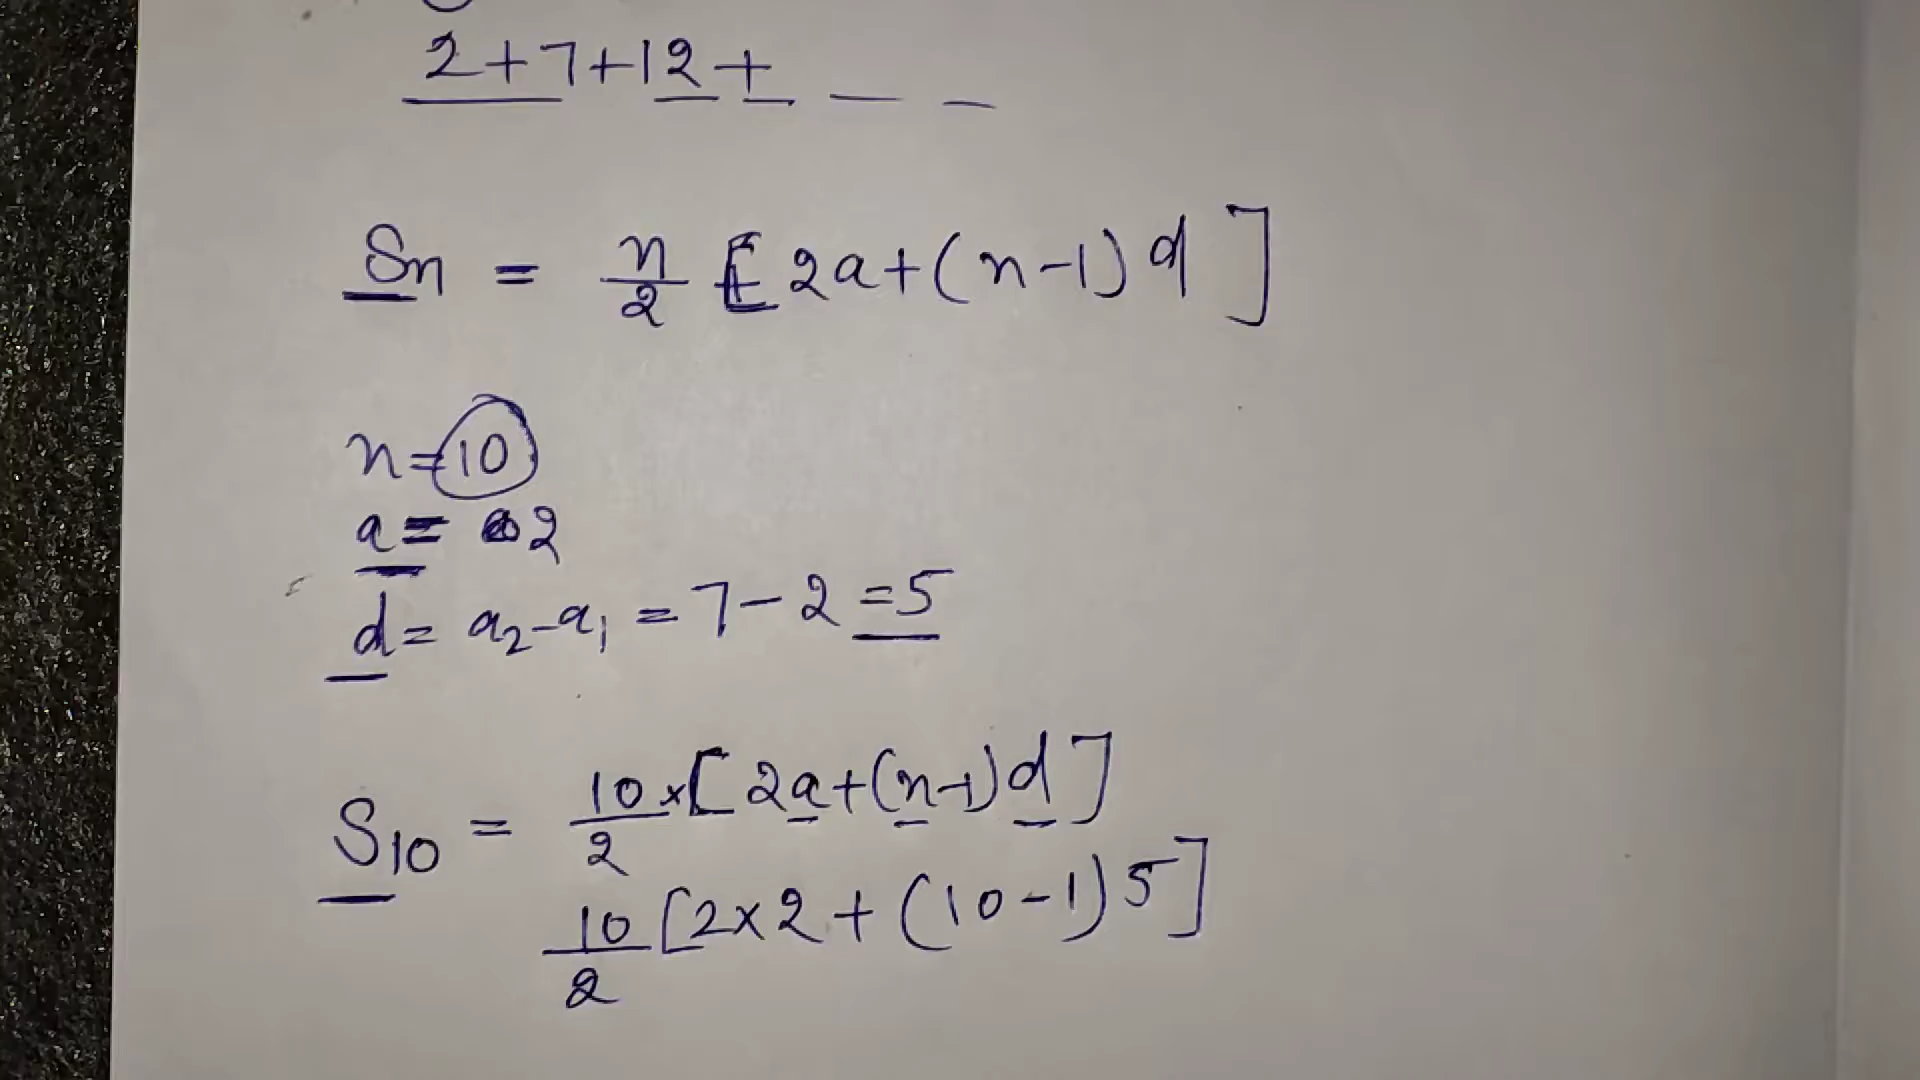 2+7+12+ _ _
Sn = n/2 [2a+(n-1)d]
n=10
a= 2
d= a₂-a₁ = 7-2 =5
S₁₀ = 10/2 ×[2a+(n-1)d]
10/2 [2×2+(10-1)5]